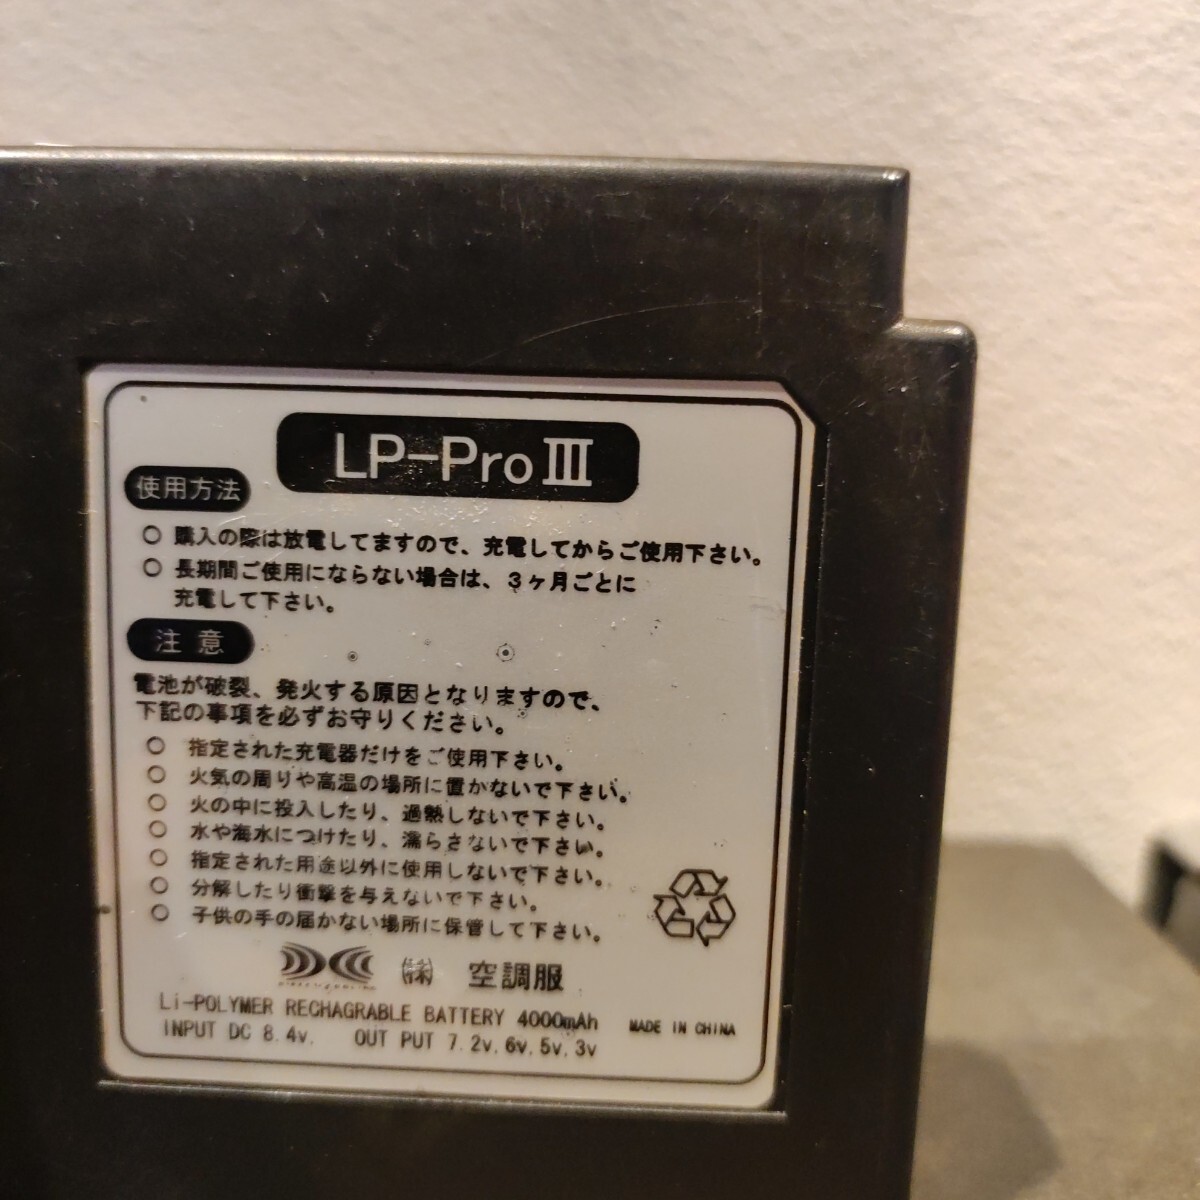 LP-ProⅢ
使用方法
○ 購入の際は放電してますので、充電してからご使用下さい。
○ 長期間ご使用にならない場合は、3ヶ月ごとに
充電して下さい。
注意
電池が破裂、発火する原因となりますので、
下記の事項を必ずお守りください。
○ 指定された充電器だけをご使用下さい。
○ 火気の周りや高温の場所に置かないで下さい。
○ 火の中に投入したり、過熱しないで下さい。
○ 水や海水につけたり、濡らさないで下さい。
○ 指定された用途以外に使用しないで下さい。
○ 分解したり衝撃を与えないで下さい。
○ 子供の手の届かない場所に保管して下さい。
㈱ 空調服
Li-POLYMER RECHAGRABLE BATTERY 4000mAh MADE IN CHINA
INPUT DC 8.4v. OUT PUT 7.2v.6v.5v.3v